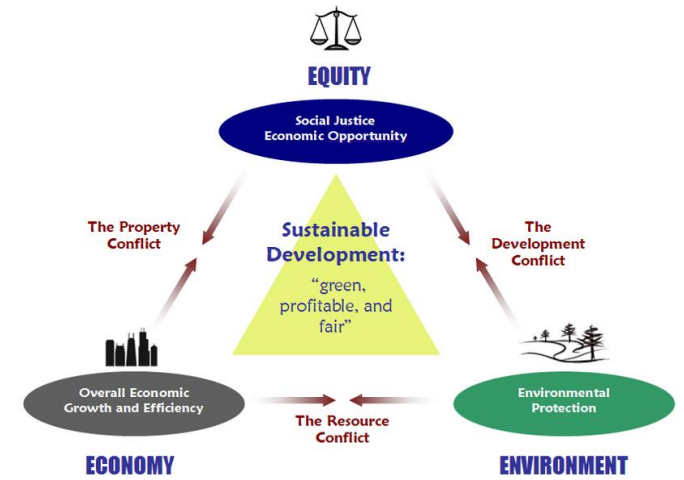 EQUITY
Social Justice
Economic Opportunity
The Property
Conflict
Sustainable
Development:
“green,
profitable, and
fair”
The
Development
Conflict
Overall Economic
Growth and Efficiency
The Resource
Conflict
Environmental
Protection
ECONOMY
ENVIRONMENT